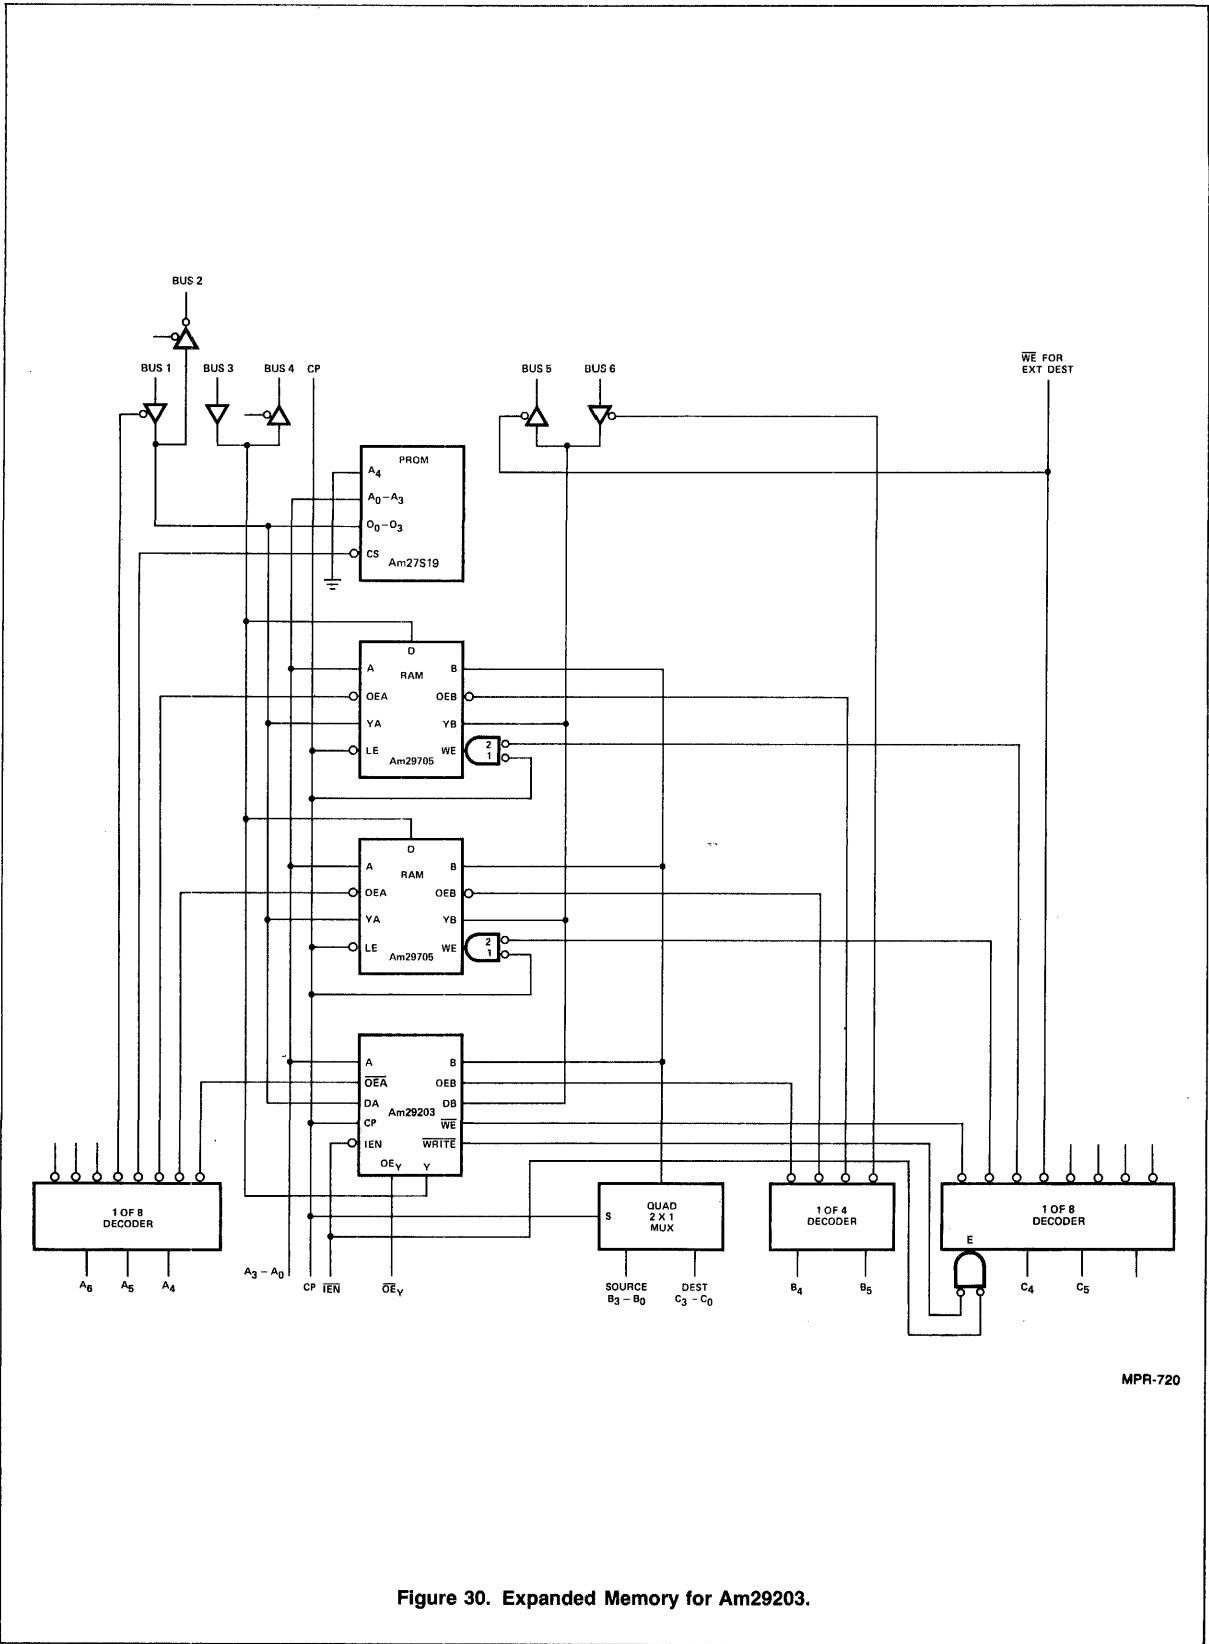 BUS 2
BUS 1
BUS 3
BUS 4
CP
BUS 5
BUS 6
WE FOR
EXT DEST
PROM
A4
A0–A3
O0–O3
CS
Am27S19
D
A
B
RAM
OEA
OEB
YA
YB
LE
WE
2
1
Am29705
D
A
B
RAM
OEA
OEB
YA
YB
LE
WE
2
1
Am29705
A
B
OEA
OEB
DA
DB
Am29203
CP
WE
IEN
WRITE
OEY
Y
1 OF 8
DECODER
S
QUAD
2 X 1
MUX
1 OF 4
DECODER
1 OF 8
DECODER
E
A6
A5
A4
A3 – A0
CP
IEN
OEY
SOURCE
B3 – B0
DEST
C3 – C0
B4
B5
C4
C5
MPR-720
Figure 30. Expanded Memory for Am29203.